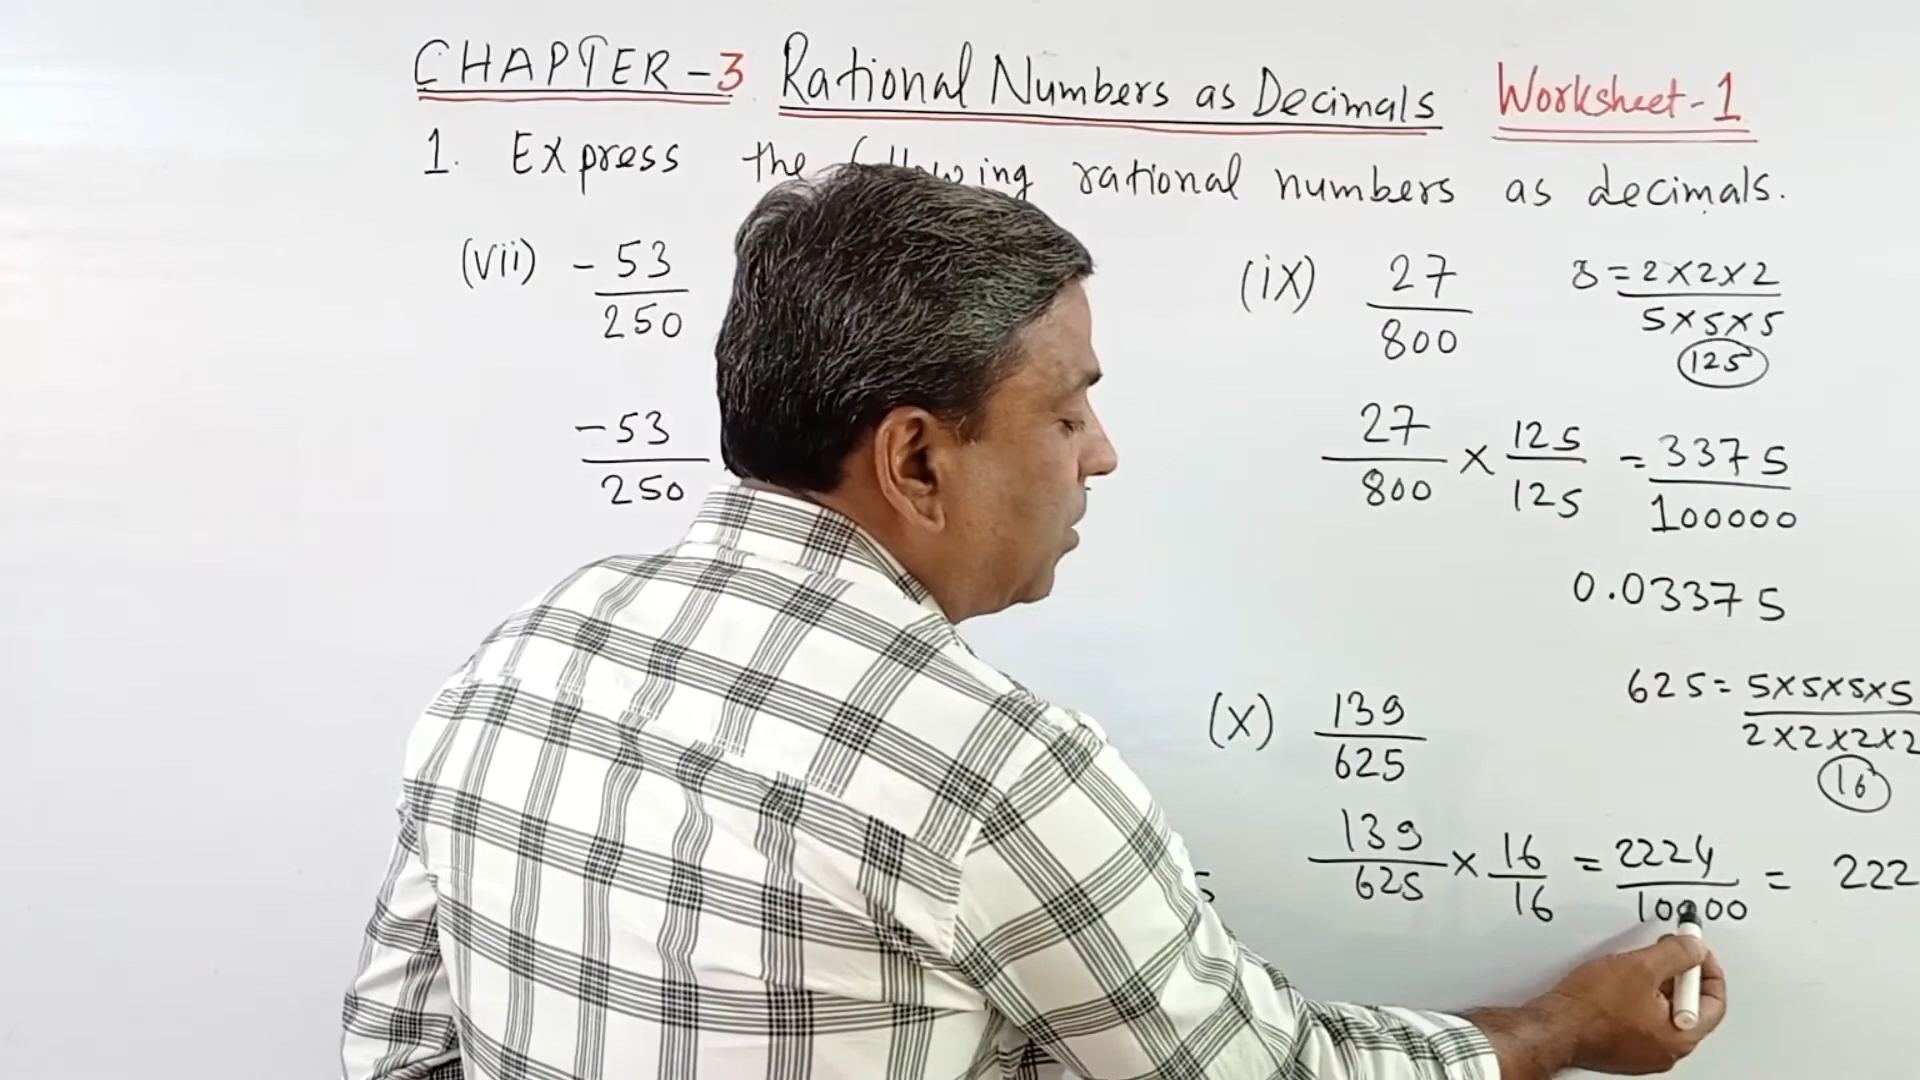 CHAPTER-3 Rational Numbers as Decimals Worksheet-1
1. Express the following rational numbers as decimals.
(vii) -53/250
-53/250
(ix) 27/800
8=2×2×2
5×5×5
125
27/800 × 125/125 = 3375/100000
0.03375
(x) 139/625
625=5×5×5×5
2×2×2×2
16
139/625 × 16/16 = 2224/10000 = 222